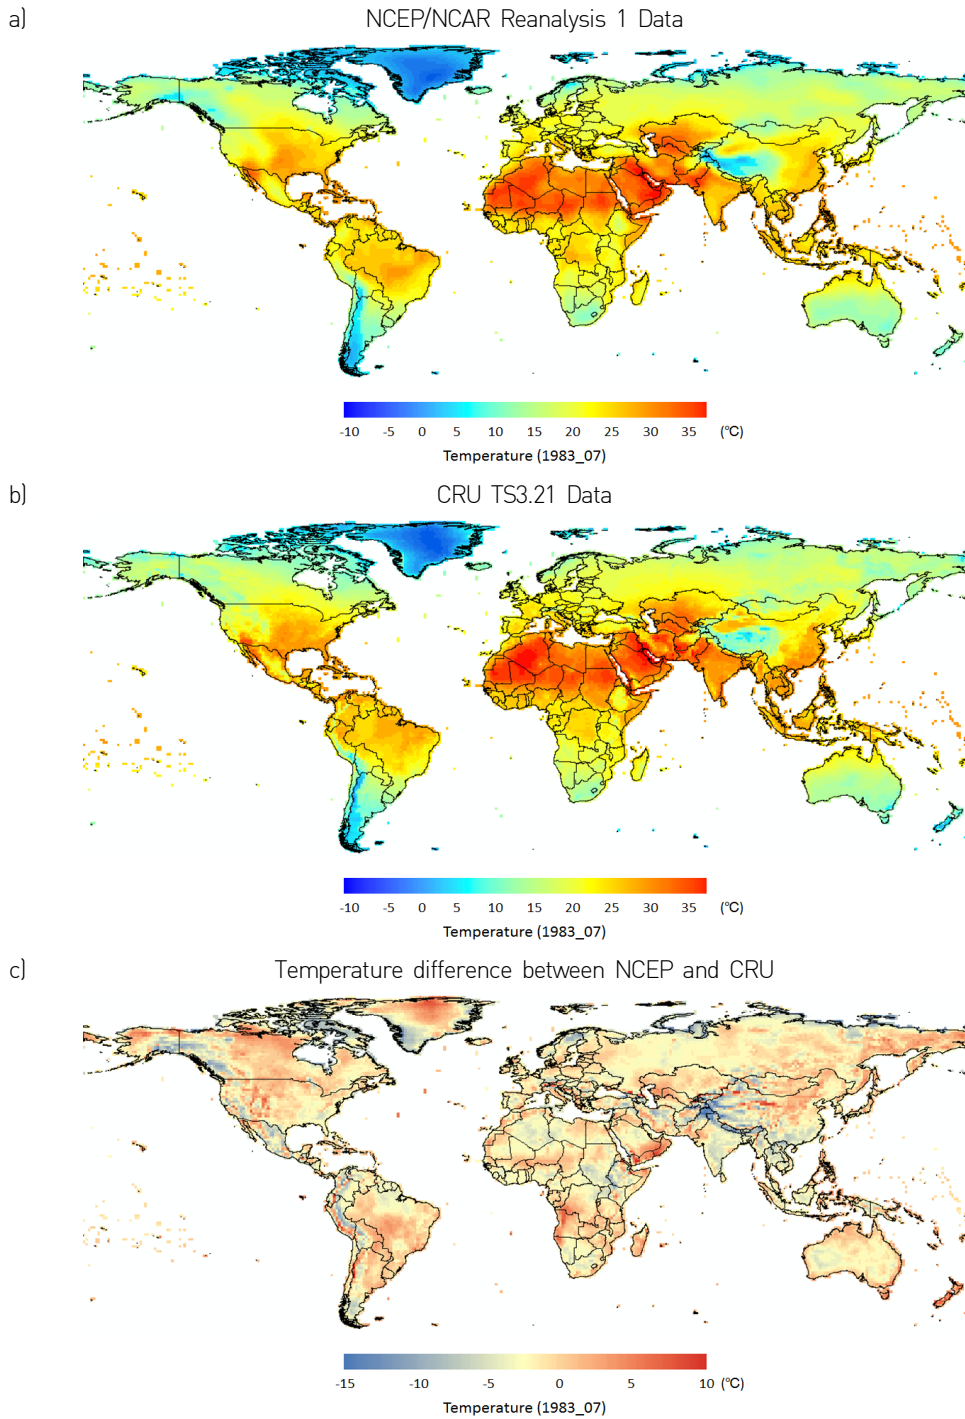 a)
NCEP/NCAR Reanalysis 1 Data
-10 -5 0 5 10 15 20 25 30 35 (℃)
Temperature (1983_07)
b)
CRU TS3.21 Data
-10 -5 0 5 10 15 20 25 30 35 (℃)
Temperature (1983_07)
c)
Temperature difference between NCEP and CRU
-15 -10 -5 0 5 10 (℃)
Temperature (1983_07)